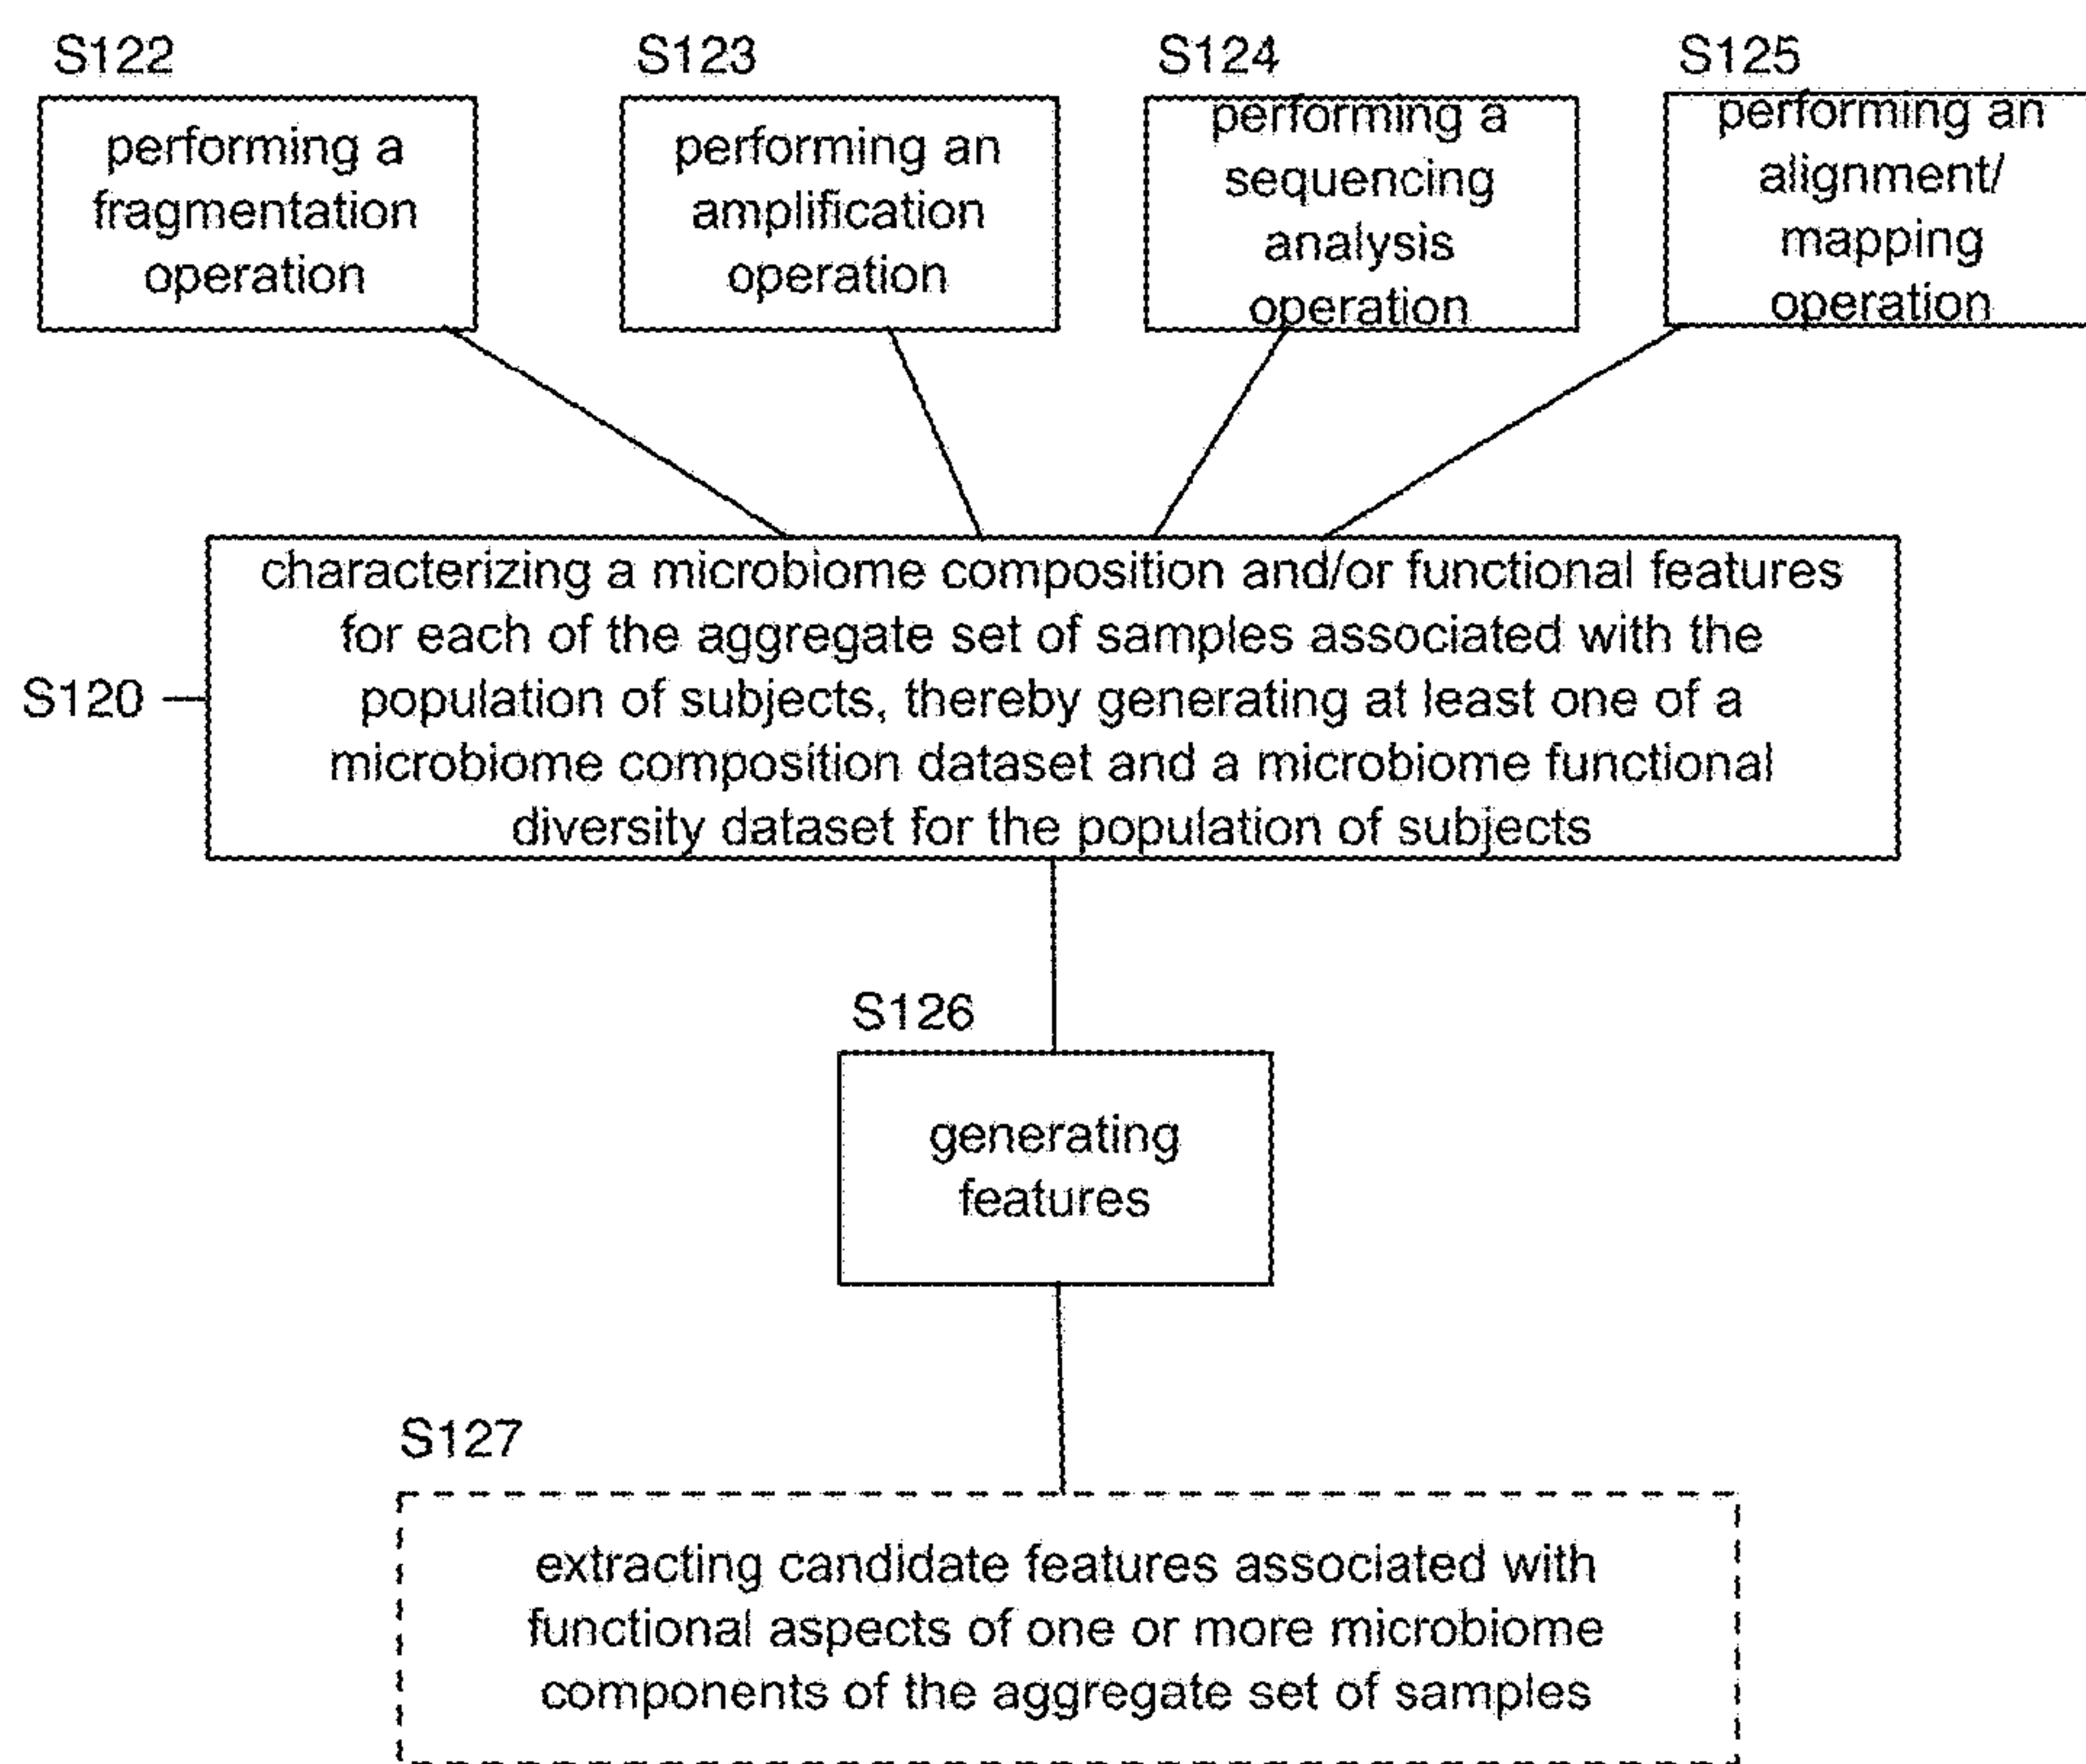 S122
performing a
fragmentation
operation
S123
performing an
amplification
operation
S124
performing a
sequencing
analysis
operation
S125
performing an
alignment/
mapping
operation
S120
characterizing a microbiome composition and/or functional features
for each of the aggregate set of samples associated with the
population of subjects, thereby generating at least one of a
microbiome composition dataset and a microbiome functional
diversity dataset for the population of subjects
S126
generating
features
S127
extracting candidate features associated with
functional aspects of one or more microbiome
components of the aggregate set of samples